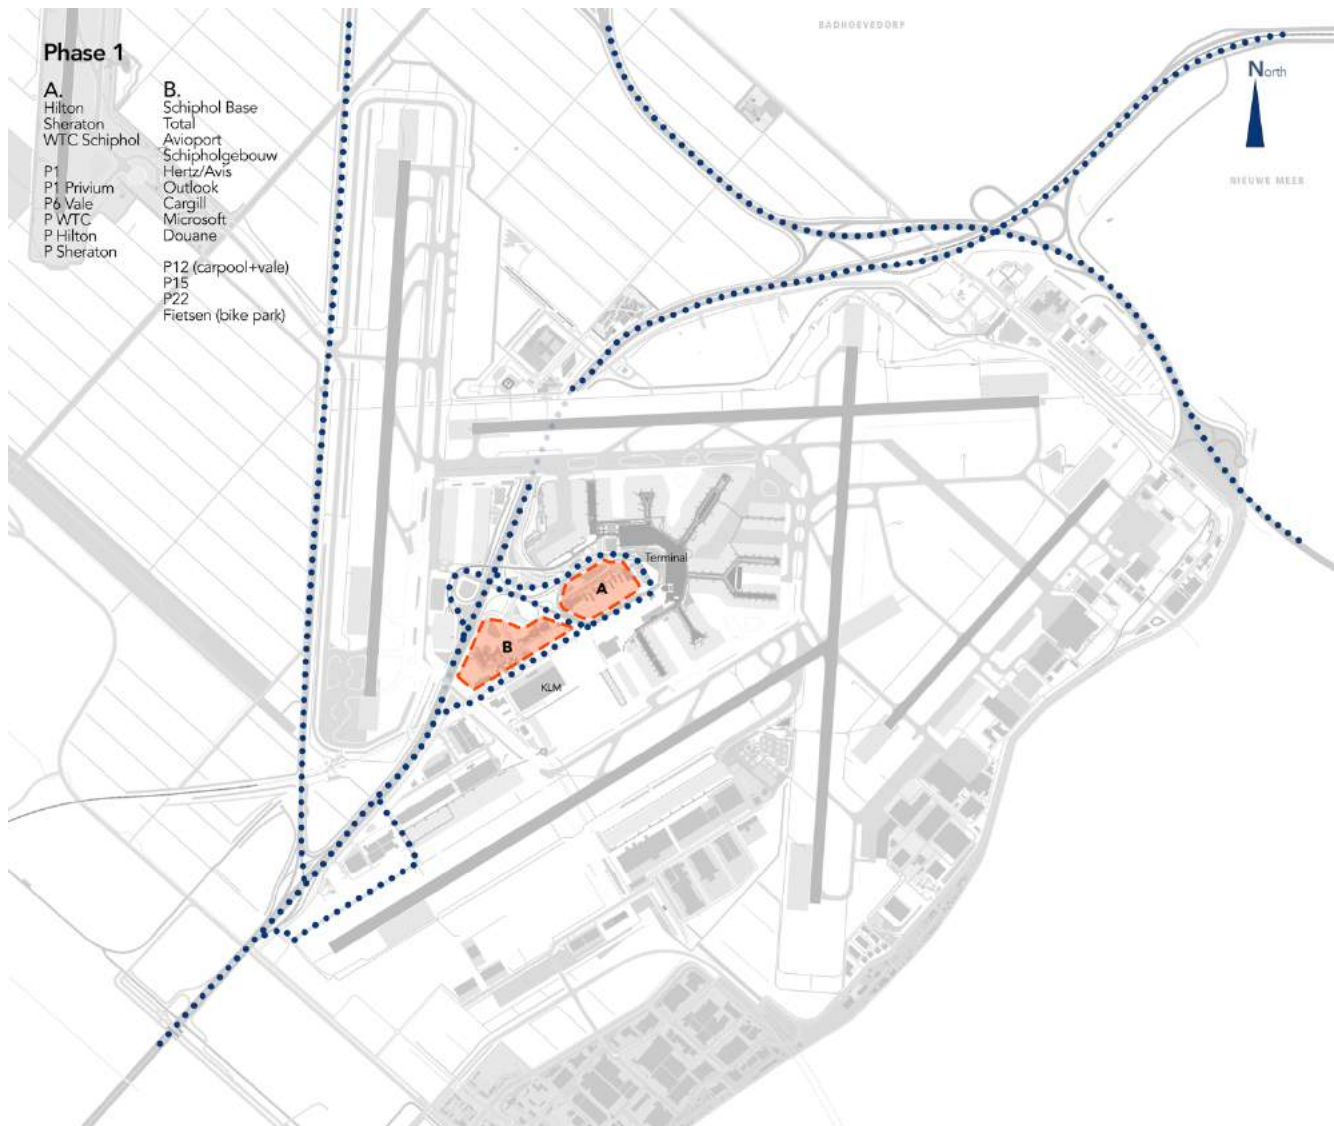 Phase 1
A.
Hilton
Sheraton
WTC Schiphol
P1
P1 Privium
P6 Vale
P WTC
P Hilton
P Sheraton
B.
Schiphol Base
Total
Avioport
Schipholgebouw
Hertz/Avis
Outlook
Cargill
Microsoft
Douane
P12 (carpool+vale)
P15
P22
Fietsen (bike park)
BADHOEVEDORP
North
NIEUWE MEER
Terminal
A
B
KLM